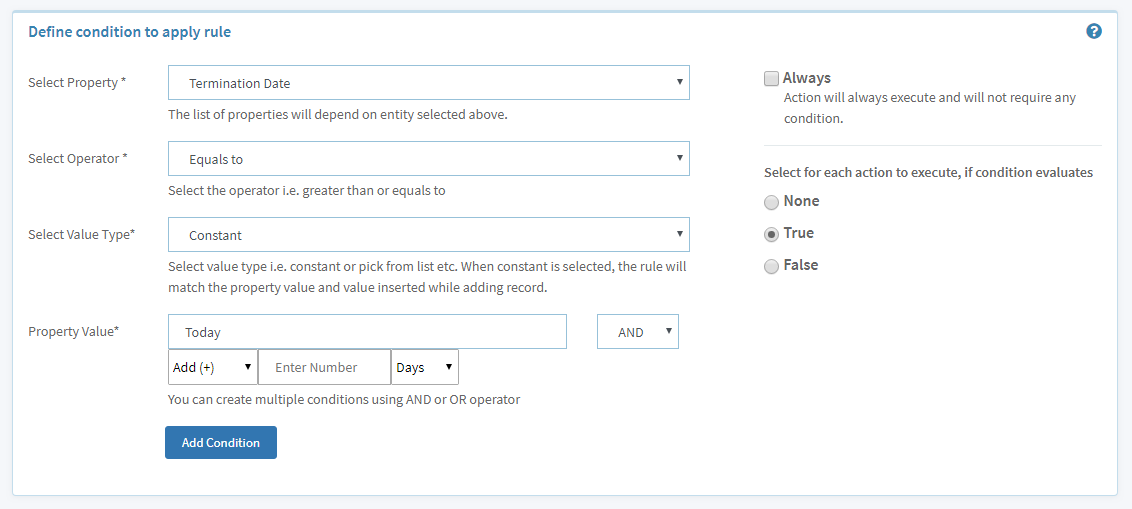 Define condition to apply rule
?
Select Property *
Termination Date
The list of properties will depend on entity selected above.
Select Operator *
Equals to
Select the operator i.e. greater than or equals to
Select Value Type*
Constant
Select value type i.e. constant or pick from list etc. When constant is selected, the rule will
match the property value and value inserted while adding record.
Property Value*
Today
AND
Add (+)
Enter Number
Days
You can create multiple conditions using AND or OR operator
Add Condition
Always
Action will always execute and will not require any
condition.
Select for each action to execute, if condition evaluates
None
True
False